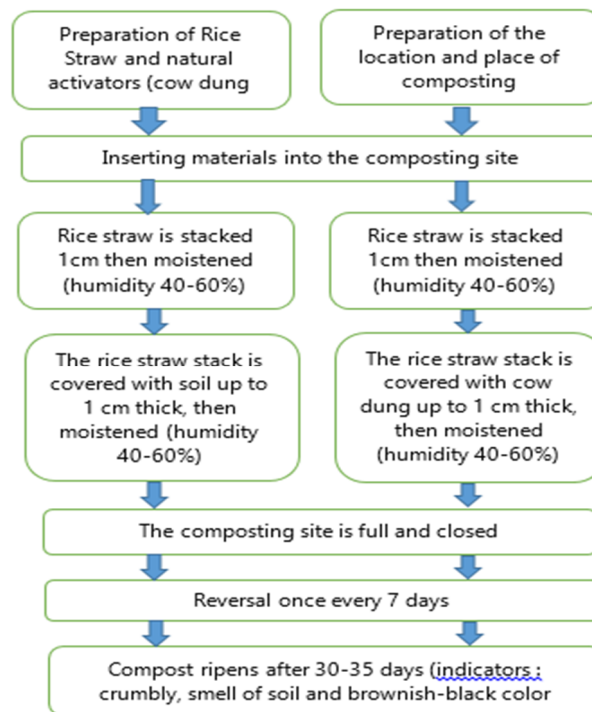 Preparation of Rice
Straw and natural
activators (cow dung
Preparation of the
location and place of
composting
Inserting materials into the composting site
Rice straw is stacked
1cm then moistened
(humidity 40-60%)
Rice straw is stacked
1cm then moistened
(humidity 40-60%)
The rice straw stack is
covered with soil up to
1 cm thick, then
moistened (humidity
40-60%)
The rice straw stack is
covered with cow
dung up to 1 cm thick,
then moistened
(humidity 40-60%)
The composting site is full and closed
Reversal once every 7 days
Compost ripens after 30-35 days (indicators :
crumbly, smell of soil and brownish-black color